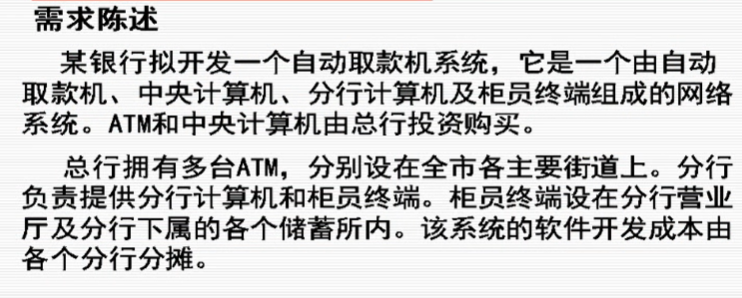 需求陈述
某银行拟开发一个自动取款机系统，它是一个由自动
取款机、中央计算机、分行计算机及柜员终端组成的网络
系统。ATM和中央计算机由总行投资购买。
总行拥有多台ATM，分别设在全市各主要街道上。分行
负责提供分行计算机和柜员终端。柜员终端设在分行营业
厅及分行下属的各个储蓄所内。该系统的软件开发成本由
各个分行分摊。